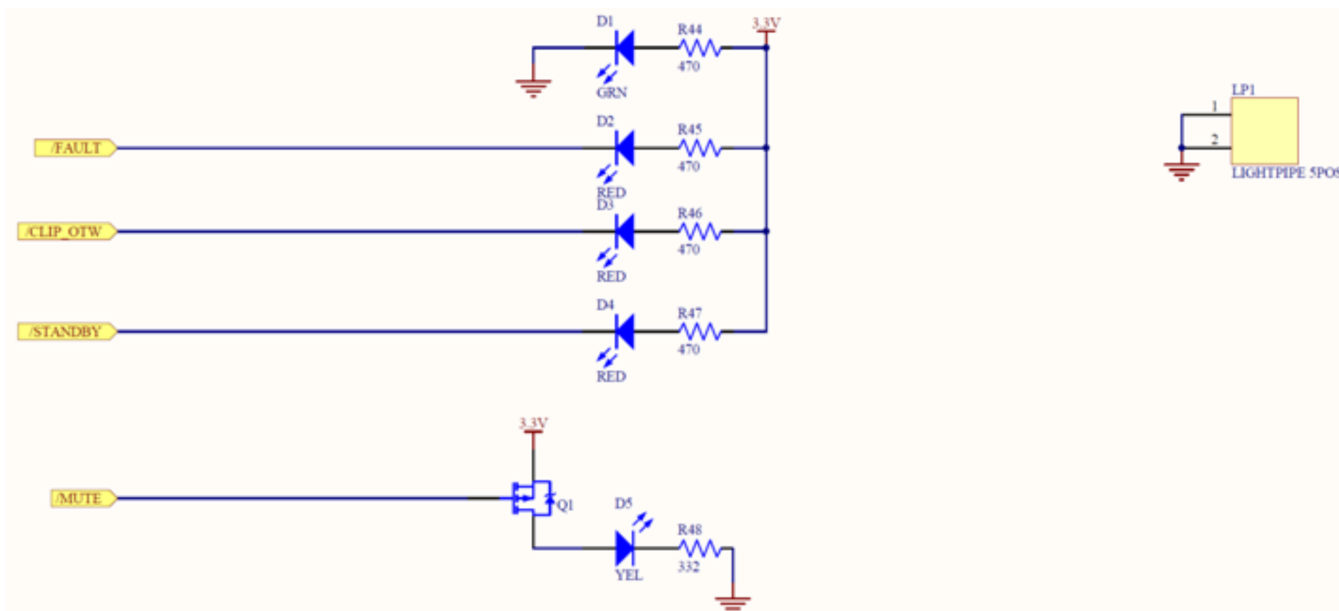 D1
R44
3.3V
470
GRN
LP1
1
2
LIGHTPIPE 5POS
D2
R45
/FAULT
470
RED
D3
R46
/CLIP_OTW
470
RED
D4
R47
/STANDBY
470
RED
3.3V
/MUTE
Q1
D5
R48
332
YEL